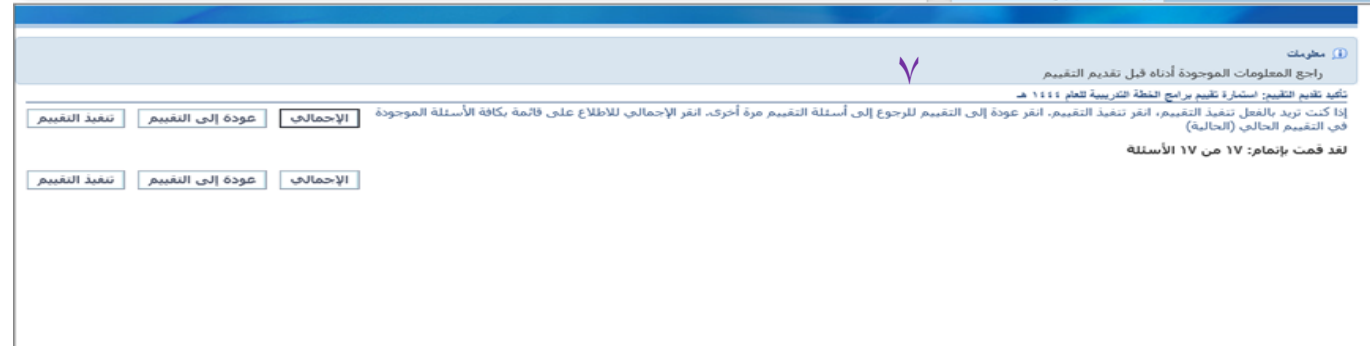 معلومات
راجع المعلومات الموجودة أدناه قبل تقديم التقييم
٧
تأكيد تقديم التقييم: استمارة تقييم برامج الخطة التدريبية للعام ١٤٤٤ هـ
إذا كنت تريد بالفعل تنفيذ التقييم، انقر تنفيذ التقييم. انقر عودة إلى التقييم للرجوع إلى أسئلة التقييم مرة أخرى. انقر الإجمالي للاطلاع على قائمة بكافة الأسئلة الموجودة
في التقييم الحالي (الحالية)
الإجمالي عودة إلى التقييم تنفيذ التقييم
لقد قمت بإتمام: ١٧ من ١٧ الأسئلة
الإجمالي عودة إلى التقييم تنفيذ التقييم